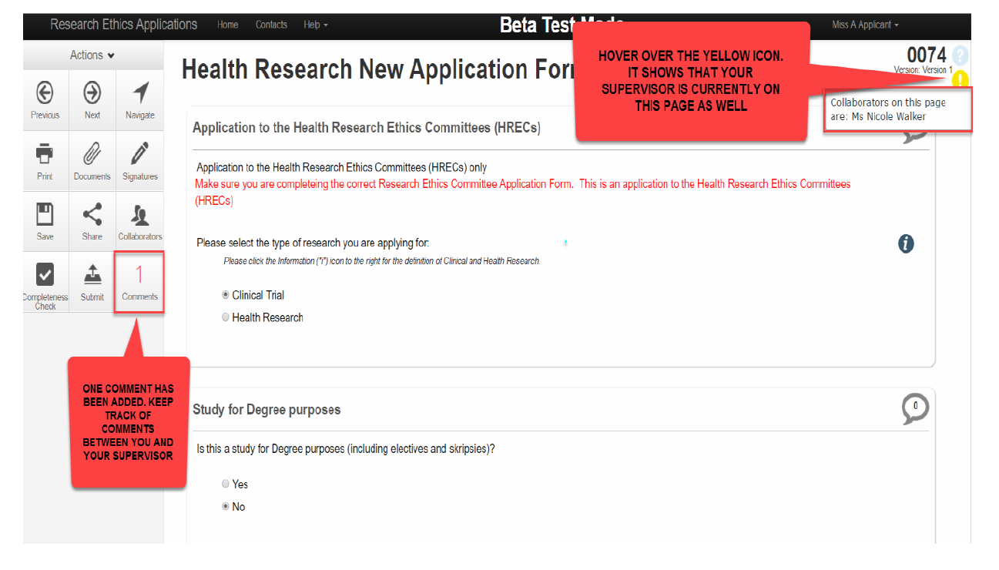 Research Ethics Applications Home Contacts Help Beta Test Mode Miss A Applicant
Actions
Previous Next Navigate
Print Documents Signatures
Save Share Collaborators
1
Completeness Submit Comments
Check
ONE COMMENT HAS
BEEN ADDED. KEEP
TRACK OF
COMMENTS
BETWEEN YOU AND
YOUR SUPERVISOR
Health Research New Application For
HOVER OVER THE YELLOW ICON.
IT SHOWS THAT YOUR
SUPERVISOR IS CURRENTLY ON
THIS PAGE AS WELL
0074 ?
Version: Version 1 !
Collaborators on this page
are: Ms Nicole Walker
Application to the Health Research Ethics Committees (HRECs)
Application to the Health Research Ethics Committees (HRECs) only
Make sure you are completeing the correct Research Ethics Committee Application Form. This is an application to the Health Research Ethics Committees
(HRECs)
Please select the type of research you are applying for: i
Please click the Information ("i") icon to the right for the definition of Clinical and Health Research.
Clinical Trial
Health Research
Study for Degree purposes 0
Is this a study for Degree purposes (including electives and skripsies)?
Yes
No